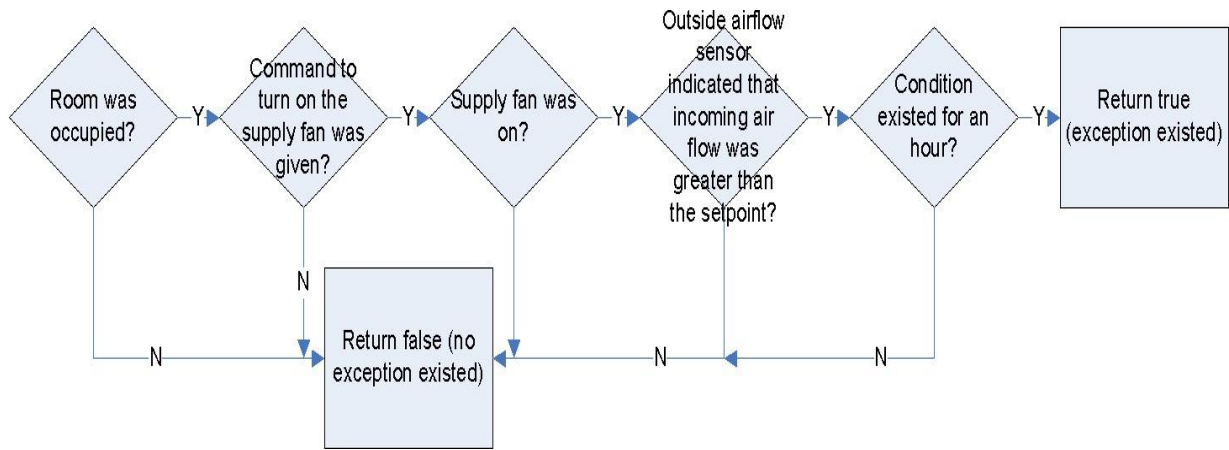 Room was
occupied?
Y
Command to
turn on the
supply fan was
given?
Y
Supply fan was
on?
Y
Outside airflow
sensor
indicated that
incoming air
flow was
greater than
the setpoint?
Y
Condition
existed for an
hour?
Y
Return true
(exception existed)
N
N
Return false (no
exception existed)
N
N